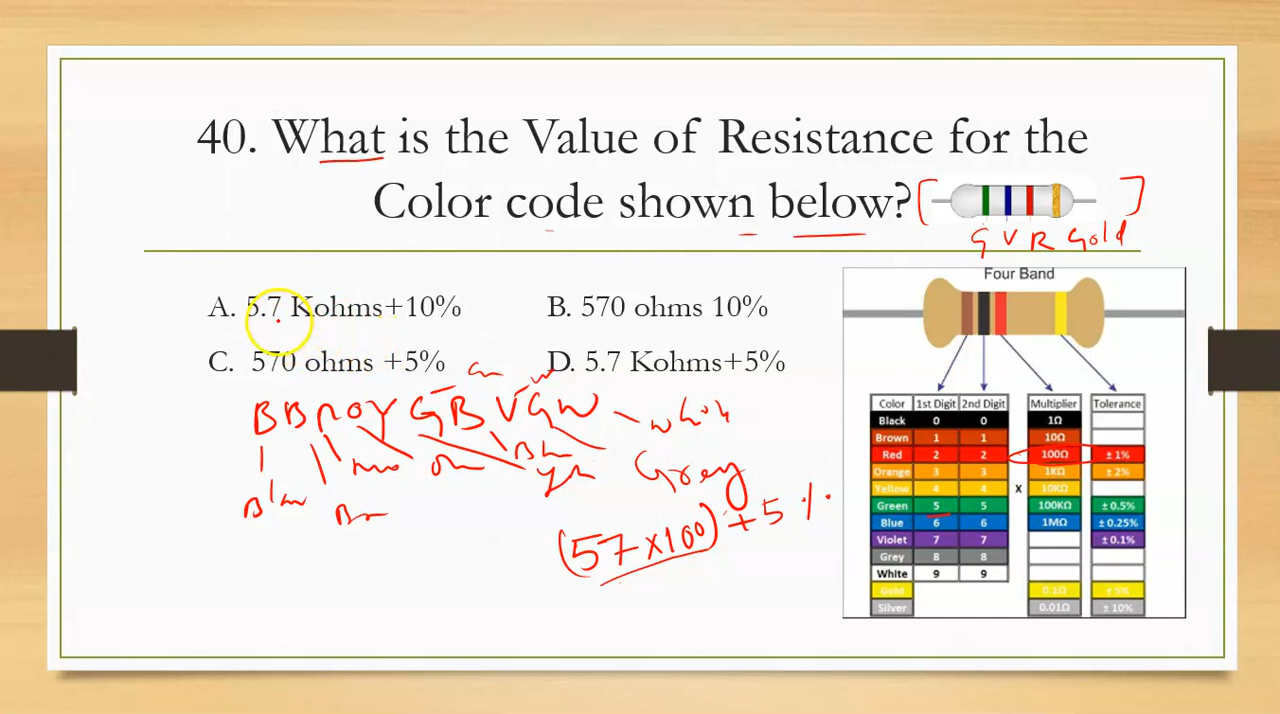 40. What is the Value of Resistance for the
Color code shown below?
G V R Gold
A. 5.7 Kohms+10%
B. 570 ohms 10%
C. 570 ohms +5%
D. 5.7 Kohms+5%
B B R O Y G B V G W
Grey
(57×100) + 5 %
Four Band
Color 1st Digit 2nd Digit Multiplier Tolerance
Black 0 0 1Ω
Brown 1 1 10Ω
Red 2 2 100Ω ± 1%
Orange 3 3 1KΩ ± 2%
Yellow 4 4 x 10KΩ
Green 5 5 100KΩ ± 0.5%
Blue 6 6 1MΩ ± 0.25%
Violet 7 7 ± 0.1%
Grey 8 8
White 9 9
Gold 0.1Ω ± 5%
Silver 0.01Ω ± 10%